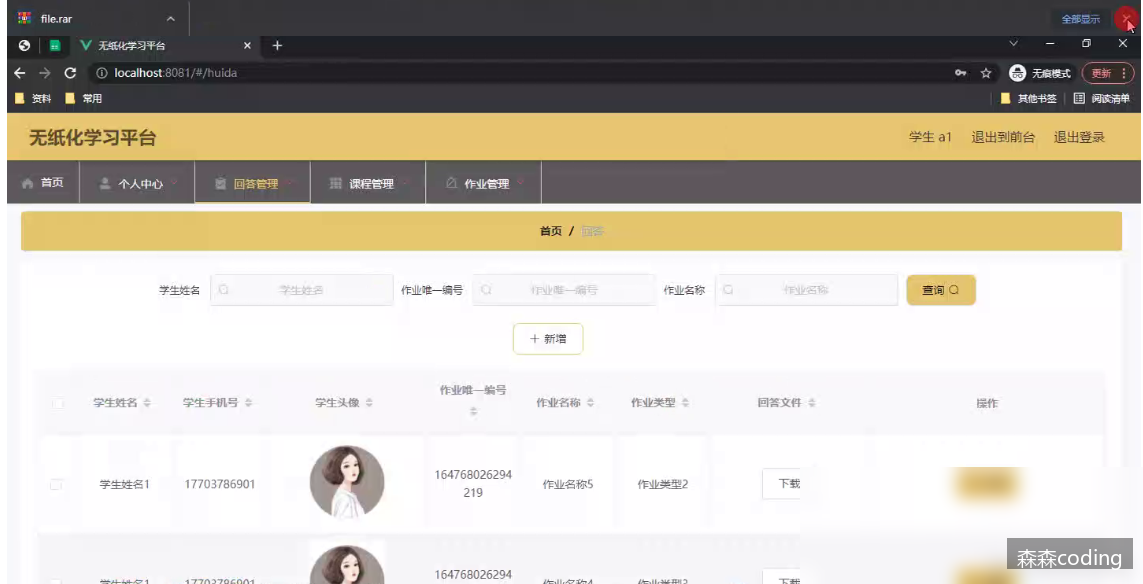 file.rar
全部显示
无纸化学习平台
localhost:8081/#/huida
无痕模式
更新
资料
常用
其他书签
阅读清单
无纸化学习平台
学生 a1
退出到前台
退出登录
首页
个人中心
回答管理
课程管理
作业管理
首页 / 回答
学生姓名
学生姓名
作业唯一编号
作业唯一编号
作业名称
作业名称
查询
+ 新增
学生姓名
学生手机号
学生头像
作业唯一编号
作业名称
作业类型
回答文件
操作
学生姓名1
17703786901
164768026294
219
作业名称5
作业类型2
下载
学生姓名1
17703786901
164768026294
作业名称4
下载
森森coding